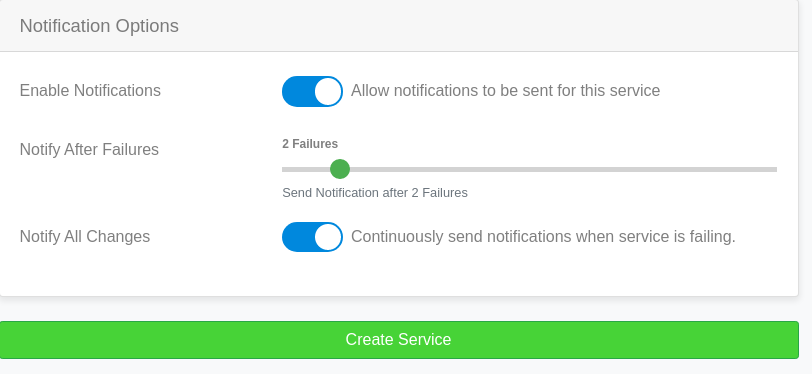 Notification Options
Enable Notifications
Allow notifications to be sent for this service
Notify After Failures
2 Failures
Send Notification after 2 Failures
Notify All Changes
Continuously send notifications when service is failing.
Create Service